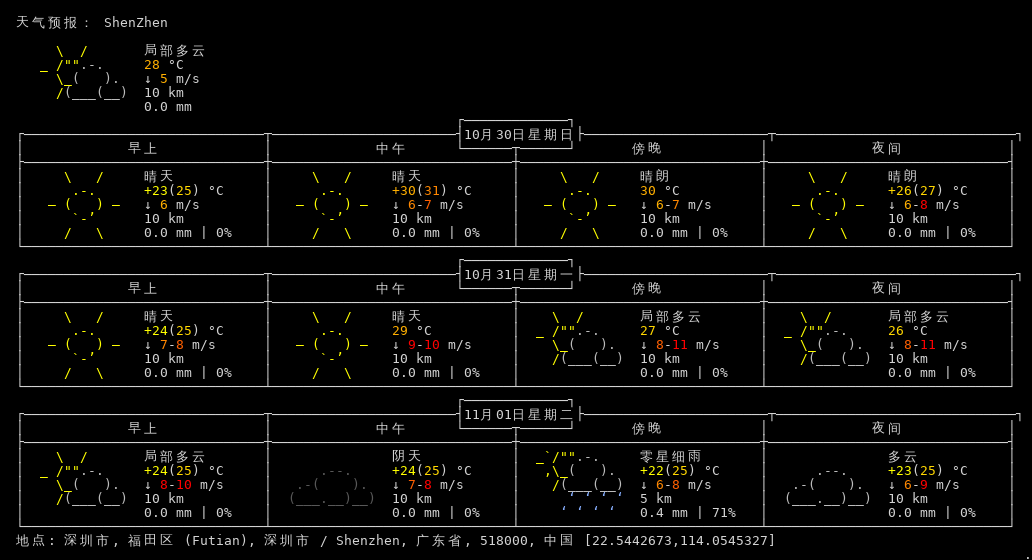 天气预报： ShenZhen
局部多云
28 °C
↓ 5 m/s
10 km
0.0 mm
10月30日星期日
早上 中午 傍晚 夜间
晴天 晴天 晴朗 晴朗
+23(25) °C +30(31) °C 30 °C +26(27) °C
↓ 6 m/s ↓ 6-7 m/s ↓ 6-7 m/s ↓ 6-8 m/s
10 km 10 km 10 km 10 km
0.0 mm | 0% 0.0 mm | 0% 0.0 mm | 0% 0.0 mm | 0%
10月31日星期一
早上 中午 傍晚 夜间
晴天 晴天 局部多云 局部多云
+24(25) °C 29 °C 27 °C 26 °C
↓ 7-8 m/s ↓ 9-10 m/s ↓ 8-11 m/s ↓ 8-11 m/s
10 km 10 km 10 km 10 km
0.0 mm | 0% 0.0 mm | 0% 0.0 mm | 0% 0.0 mm | 0%
11月01日星期二
早上 中午 傍晚 夜间
局部多云 阴天 零星细雨 多云
+24(25) °C +24(25) °C +22(25) °C +23(25) °C
↓ 8-10 m/s ↓ 7-8 m/s ↓ 6-8 m/s ↓ 6-9 m/s
10 km 10 km 5 km 10 km
0.0 mm | 0% 0.0 mm | 0% 0.4 mm | 71% 0.0 mm | 0%
地点: 深圳市, 福田区 (Futian), 深圳市 / Shenzhen, 广东省, 518000, 中国 [22.5442673,114.0545327]